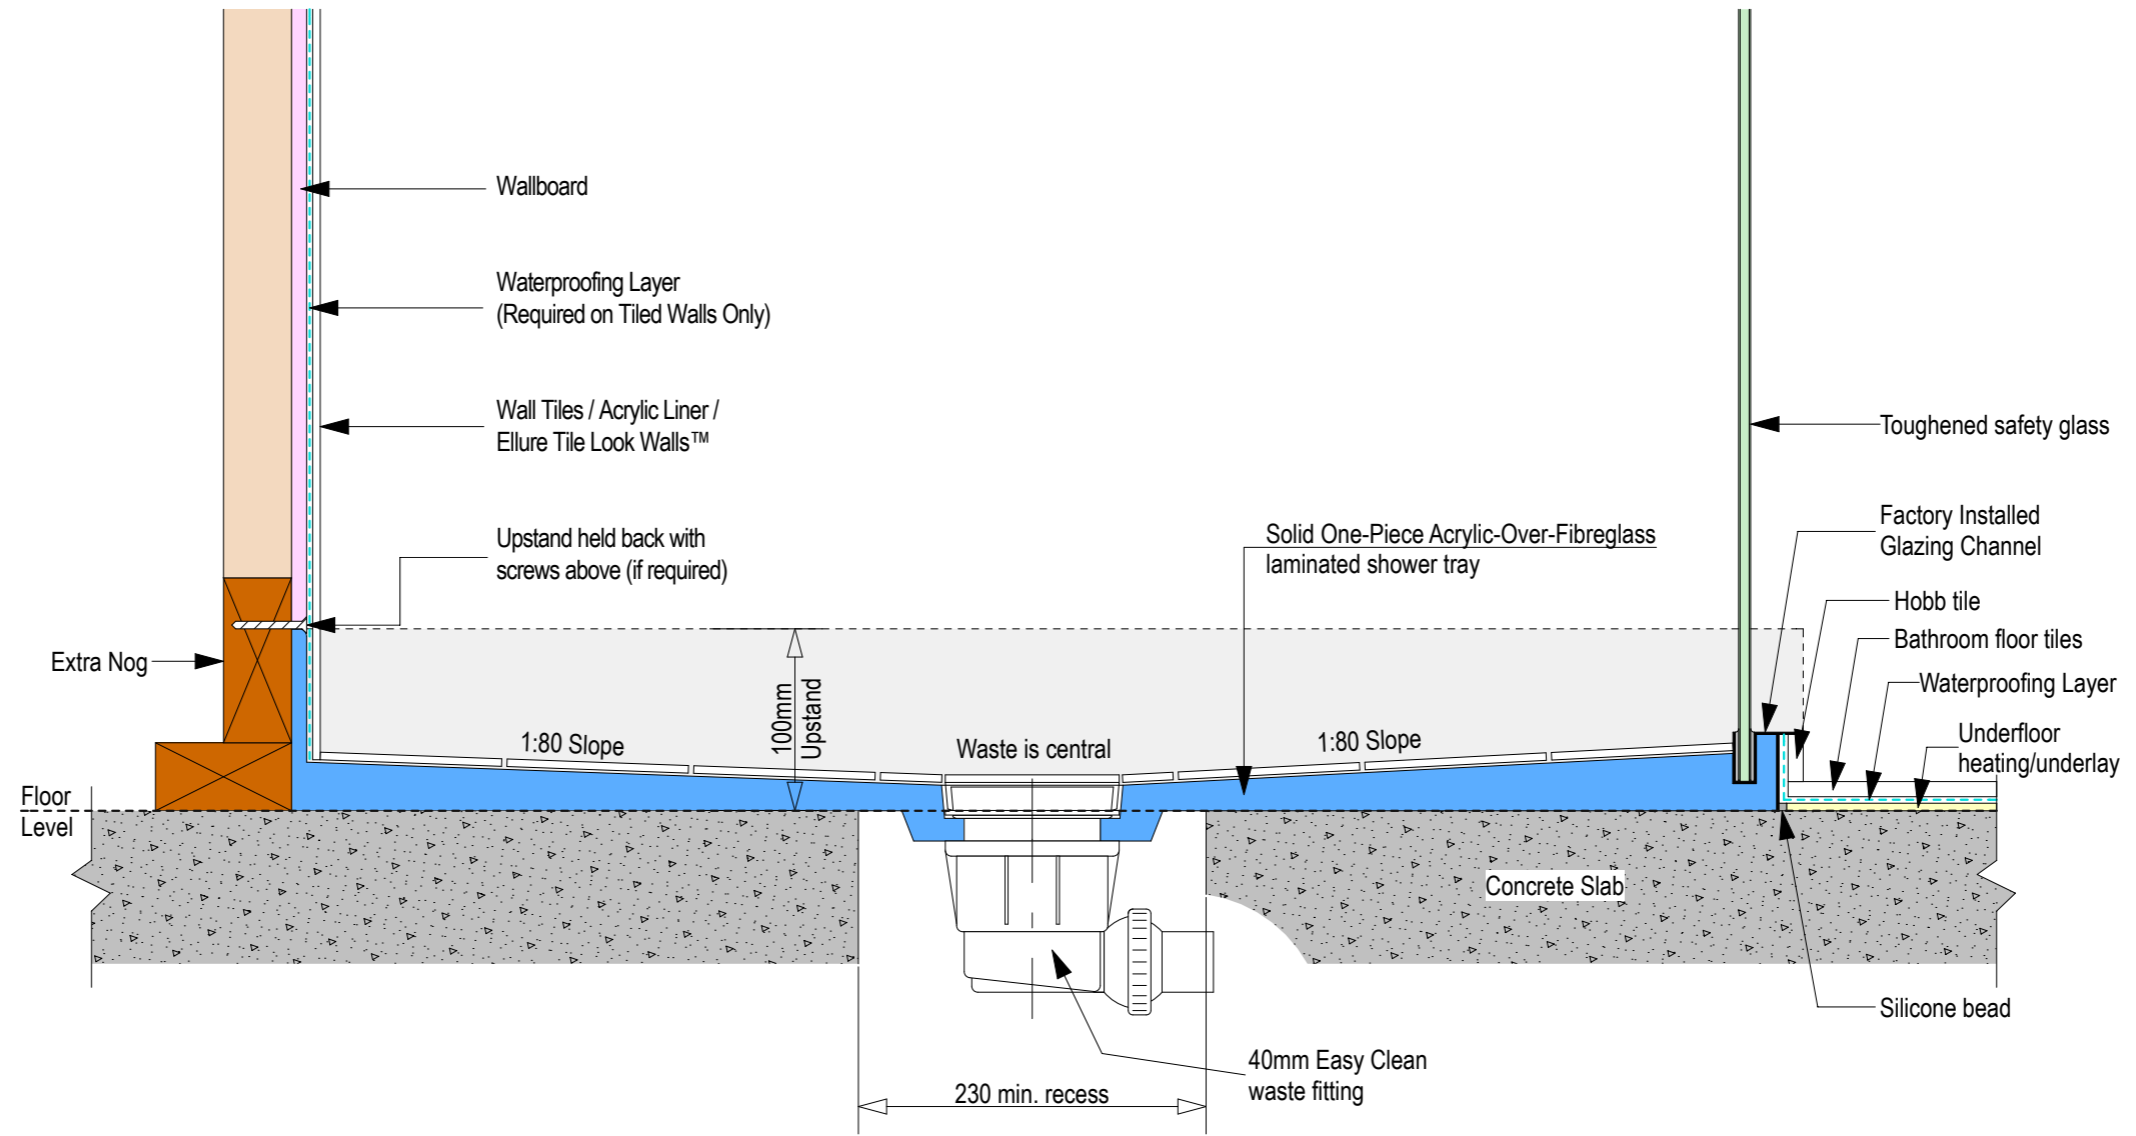 Wallboard
Waterproofing Layer
(Required on Tiled Walls Only)
Wall Tiles / Acrylic Liner /
Ellure Tile Look Walls™
Upstand held back with
screws above (if required)
Extra Nog
Floor
Level
1:80 Slope
100mm
Upstand
Waste is central
1:80 Slope
Solid One-Piece Acrylic-Over-Fibreglass
laminated shower tray
Toughened safety glass
Factory Installed
Glazing Channel
Hobb tile
Bathroom floor tiles
Waterproofing Layer
Underfloor
heating/underlay
Concrete Slab
Silicone bead
40mm Easy Clean
waste fitting
230 min. recess